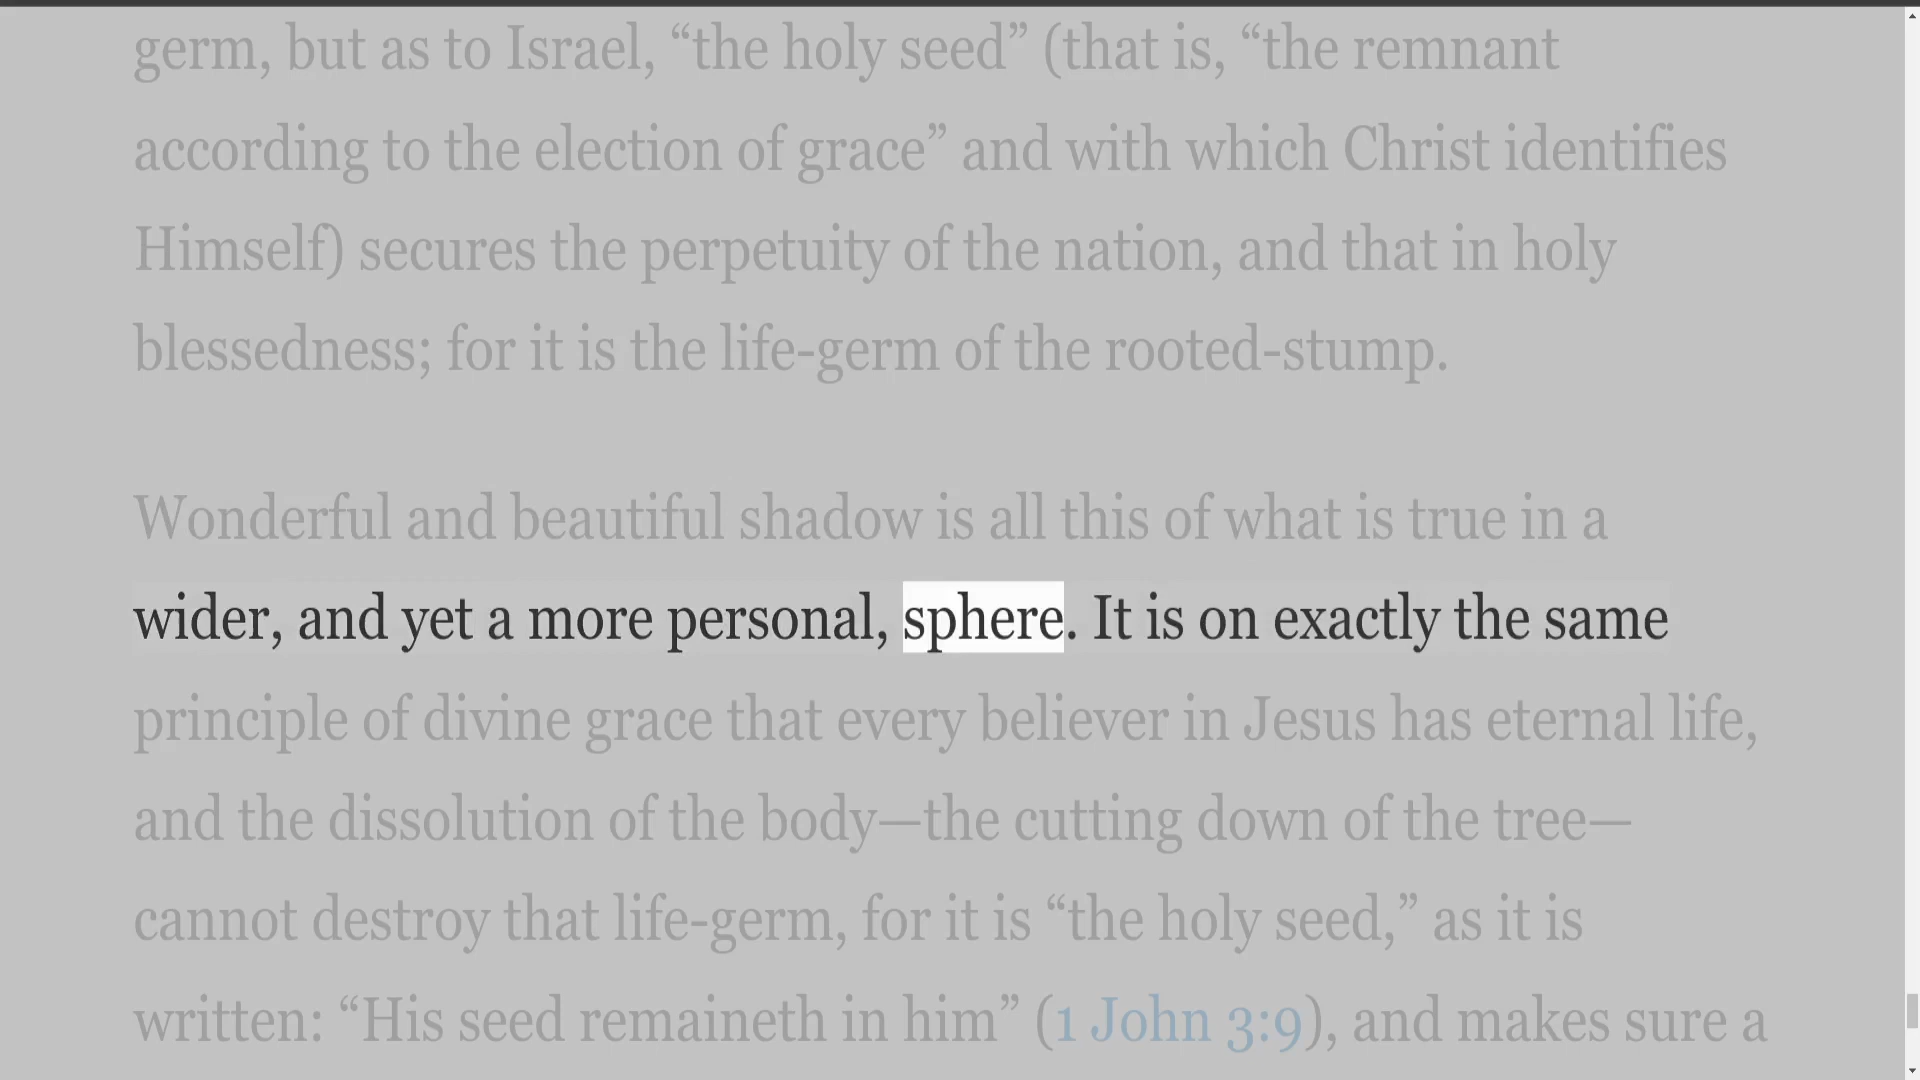 germ, but as to Israel, “the holy seed” (that is, “the remnant
according to the election of grace” and with which Christ identifies
Himself) secures the perpetuity of the nation, and that in holy
blessedness; for it is the life-germ of the rooted-stump.
Wonderful and beautiful shadow is all this of what is true in a
wider, and yet a more personal, sphere. It is on exactly the same
principle of divine grace that every believer in Jesus has eternal life,
and the dissolution of the body—the cutting down of the tree—
cannot destroy that life-germ, for it is “the holy seed,” as it is
written: “His seed remaineth in him” (1 John 3:9), and makes sure a